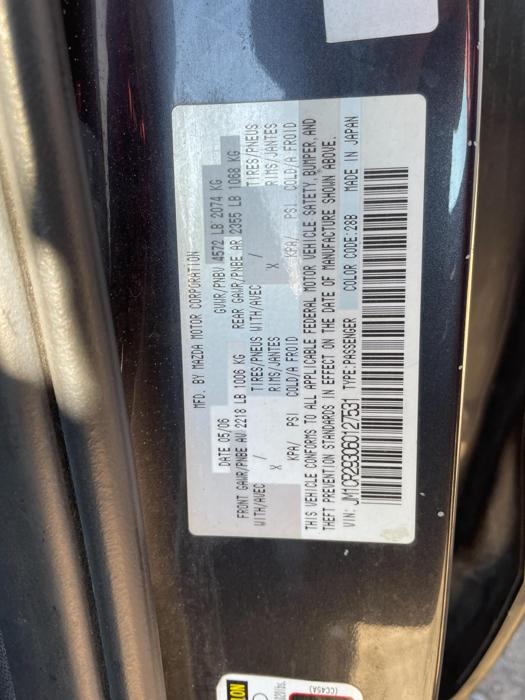 MFD. BY MAZDA MOTOR CORPORATION
DATE 05/06 GVWR/PNBV 4572 LB 2074 KG
FRONT GAWR/PNBE AV 2218 LB 1006 KG REAR GAWR/PNBE AR 2355 LB 1068 KG
WITH/AVEC / TIRES/PNEUS WITH/AVEC / TIRES/PNEUS
X RIMS/JANTES X RIMS/JANTES
KPA/ PSI COLD/A FROID KPA/ PSI COLD/A FROID
THIS VEHICLE CONFORMS TO ALL APPLICABLE FEDERAL MOTOR VEHICLE SAFETY, BUMPER, AND
THEFT PREVENTION STANDARDS IN EFFECT ON THE DATE OF MANUFACTURE SHOWN ABOVE.
VIN: JM1CR293060127531 TYPE:PASSENGER COLOR CODE:28B MADE IN JAPAN
ION
(CC45A)